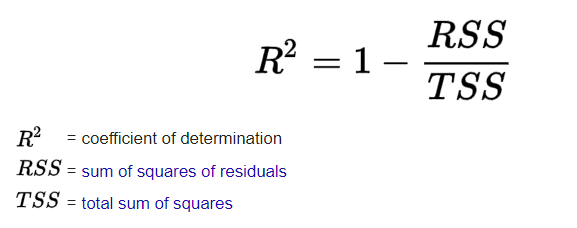 R² = 1 − RSS/TSS
R² = coefficient of determination
RSS = sum of squares of residuals
TSS = total sum of squares